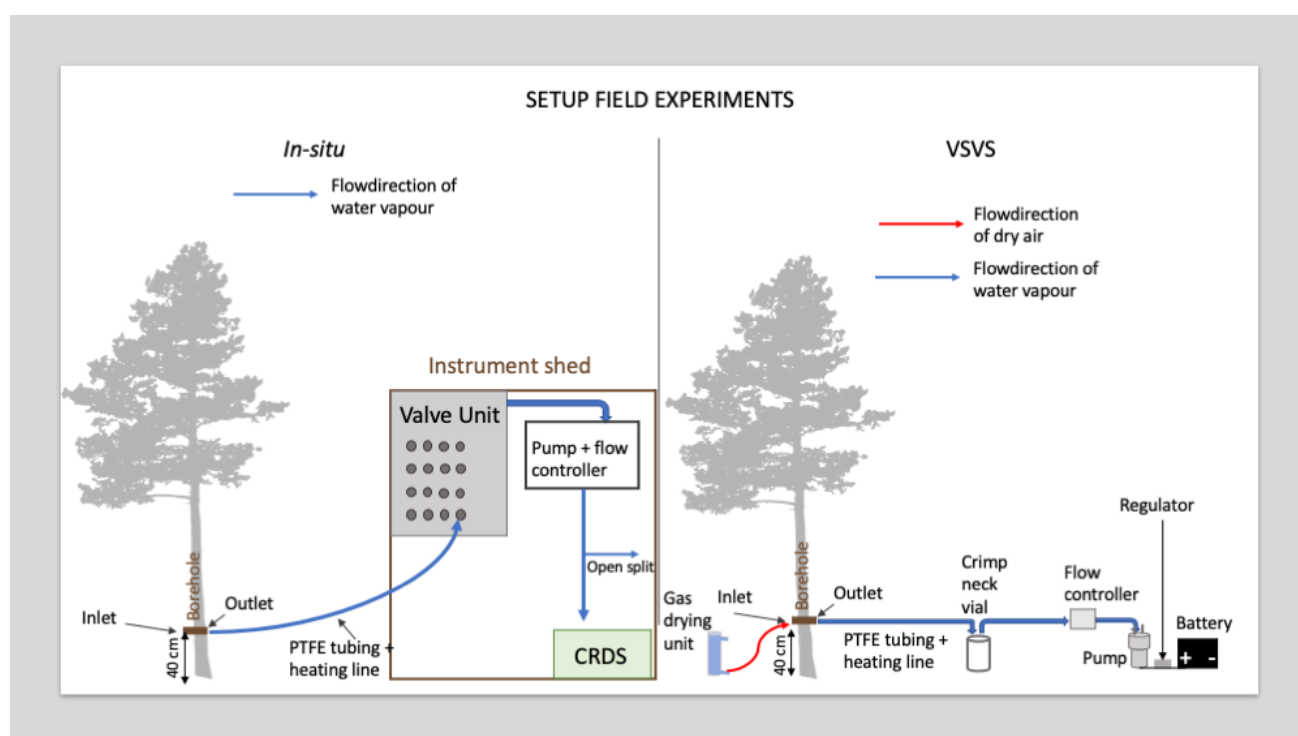 SETUP FIELD EXPERIMENTS
In-situ
Flowdirection of
water vapour
Instrument shed
Valve Unit
Pump + flow
controller
Open split
CRDS
Borehole
Inlet
Outlet
40 cm
PTFE tubing +
heating line
VSVS
Flowdirection
of dry air
Flowdirection of
water vapour
Gas
drying
unit
Inlet
Borehole
Outlet
40 cm
PTFE tubing +
heating line
Crimp
neck
vial
Flow
controller
Regulator
Pump
Battery
+ -